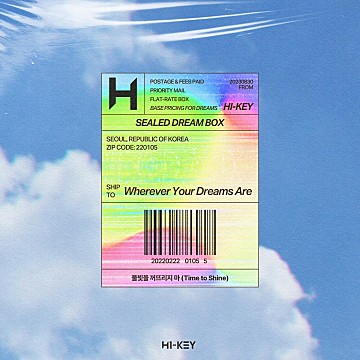 H
POSTAGE & FEES PAID
PRIORITY MAIL
FLAT-RATE BOX
BASE PRICING FOR DREAMS
20230830
FROM
HI-KEY
SEALED DREAM BOX
SEOUL, REPUBLIC OF KOREA
ZIP CODE: 220105
SHIP
TO
Wherever Your Dreams Are
20220222 0105 5
불빛을 꺼뜨리지 마 (Time to Shine)
HI-KEY